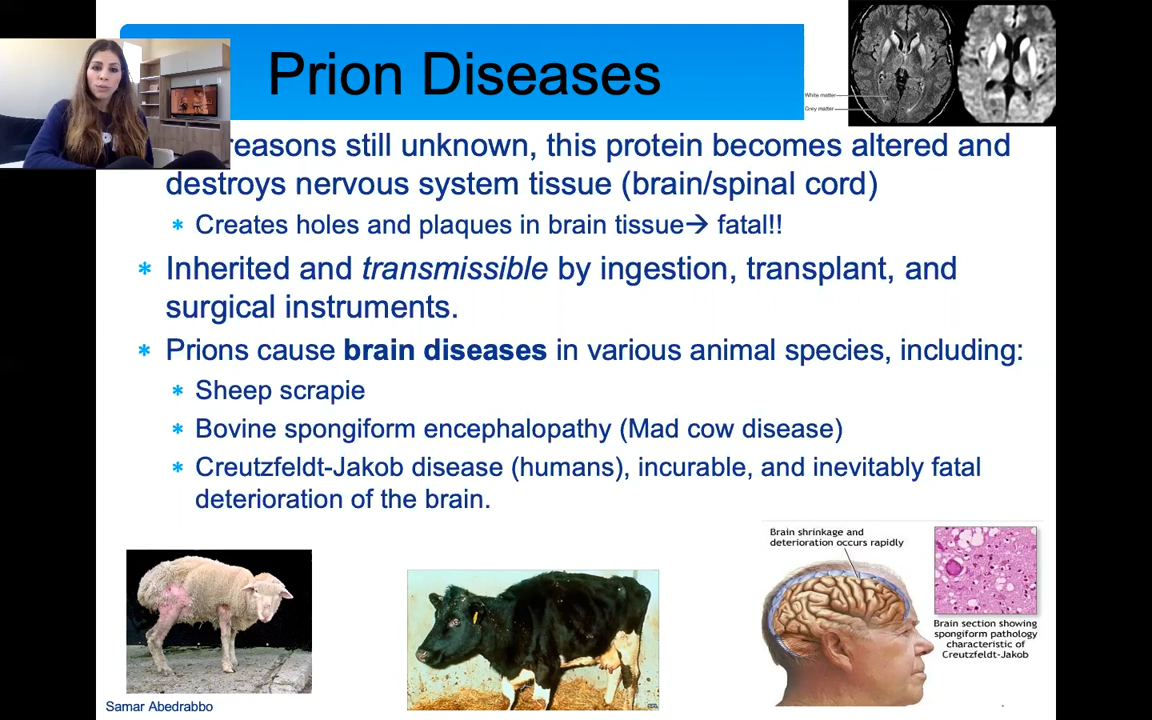 Prion Diseases
White matter
Grey matter
reasons still unknown, this protein becomes altered and
destroys nervous system tissue (brain/spinal cord)
* Creates holes and plaques in brain tissue→ fatal!!
* Inherited and transmissible by ingestion, transplant, and
surgical instruments.
* Prions cause brain diseases in various animal species, including:
* Sheep scrapie
* Bovine spongiform encephalopathy (Mad cow disease)
* Creutzfeldt-Jakob disease (humans), incurable, and inevitably fatal
deterioration of the brain.
Brain shrinkage and
deterioration occurs rapidly
Brain section showing
spongiform pathology
characteristic of
Creutzfeldt-Jakob
Samar Abedrabbo